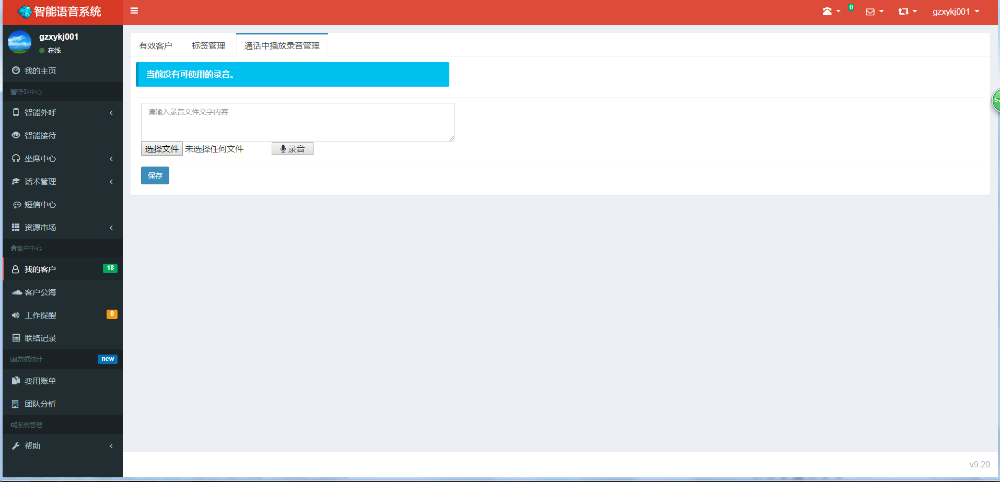 智能语音系统
0
gzxykj001
gzxykj001
在线
我的主页
呼叫中心
智能外呼
智能接待
坐席中心
话术管理
短信中心
资源市场
客户中心
我的客户 18
客户公海
工作提醒 0
联络记录
数据统计 new
费用账单
团队分析
系统管理
帮助
有效客户 标签管理 通话中播放录音管理
当前没有可使用的录音。
请输入录音文件文字内容
选择文件 未选择任何文件 录音
保存
v9.20